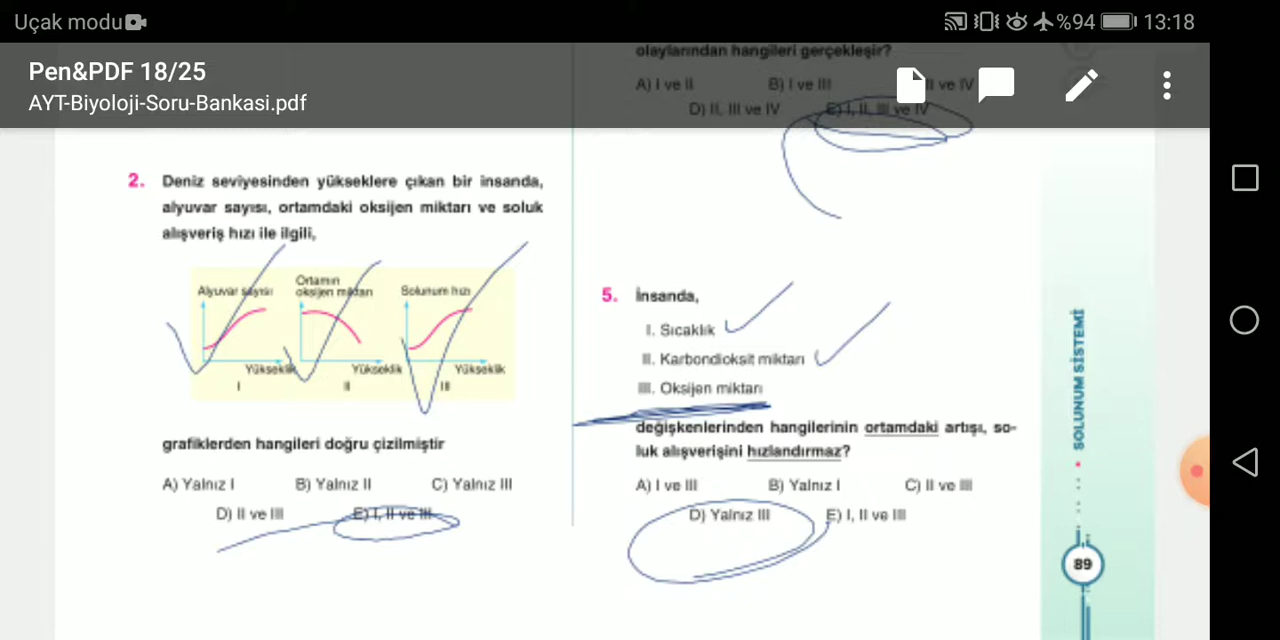 Uçak modu
%94
13:18
Pen&PDF 18/25
AYT-Biyoloji-Soru-Bankasi.pdf
2. Deniz seviyesinden yükseklere çıkan bir insanda,
alyuvar sayısı, ortamdaki oksijen miktarı ve soluk
alışveriş hızı ile ilgili,
Alyuvar sayısı
Yükseklik
I
Ortamın
oksijen miktarı
Yükseklik
II
Solunum hızı
Yükseklik
III
grafiklerden hangileri doğru çizilmiştir
A) Yalnız I
B) Yalnız II
C) Yalnız III
D) II ve III
E) I, II ve III
olaylarından hangileri gerçekleşir?
A) I ve II
B) I ve III
II ve IV
D) II, III ve IV
E) I, II, III ve IV
5. İnsanda,
I. Sıcaklık
II. Karbondioksit miktarı
III. Oksijen miktarı
değişkenlerinden hangilerinin ortamdaki artışı, so-
luk alışverişini hızlandırmaz?
A) I ve III
B) Yalnız I
C) II ve III
D) Yalnız III
E) I, II ve III
SOLUNUM SİSTEMİ
89